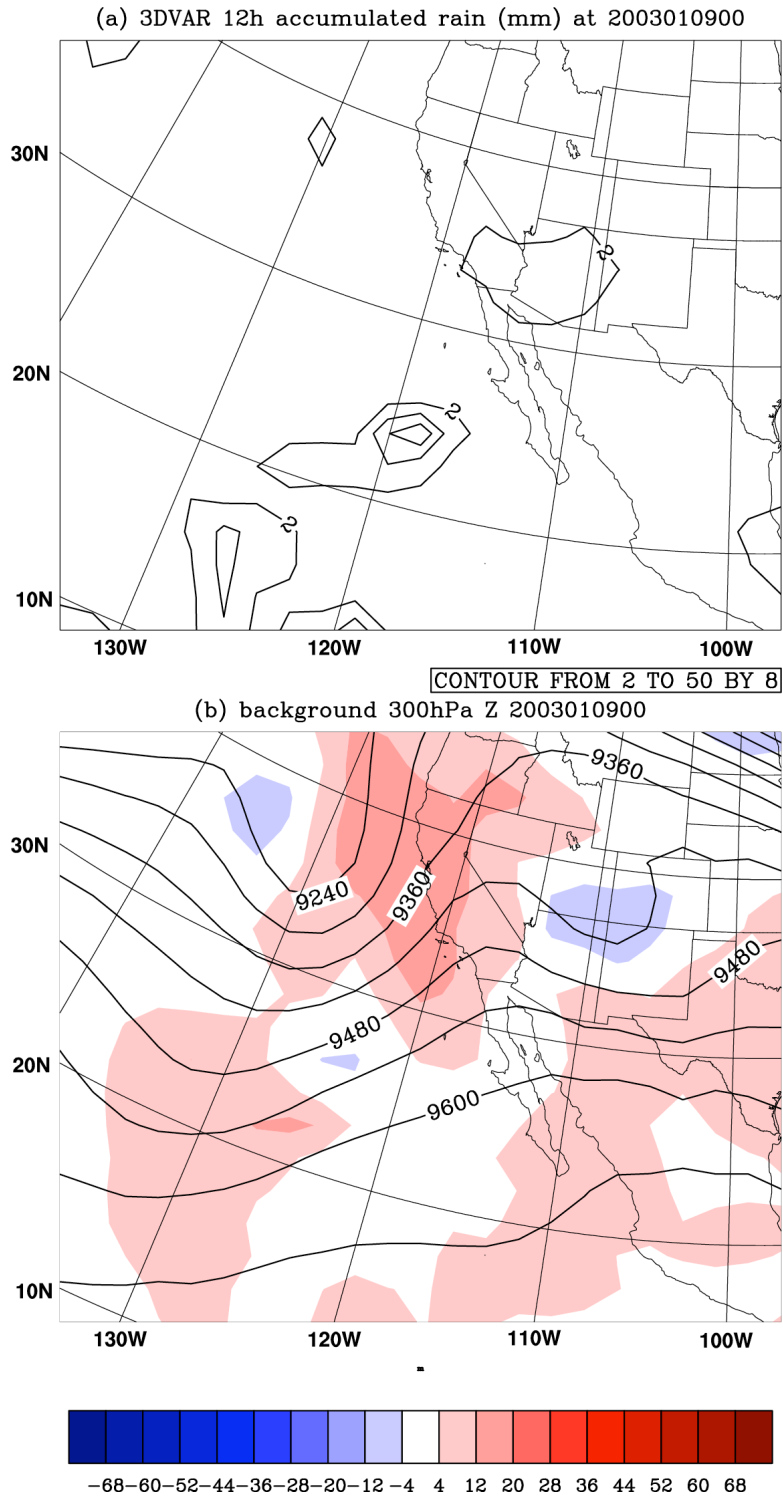 (a) 3DVAR 12h accumulated rain (mm) at 2003010900
30N
20N
10N
2
2
2
130W 120W 110W 100W
CONTOUR FROM 2 TO 50 BY 8
(b) background 300hPa Z 2003010900
30N
20N
10N
9360
9240
9360
9480
9480
9600
130W 120W 110W 100W
m
−68 −60 −52 −44 −36 −28 −20 −12 −4 4 12 20 28 36 44 52 60 68